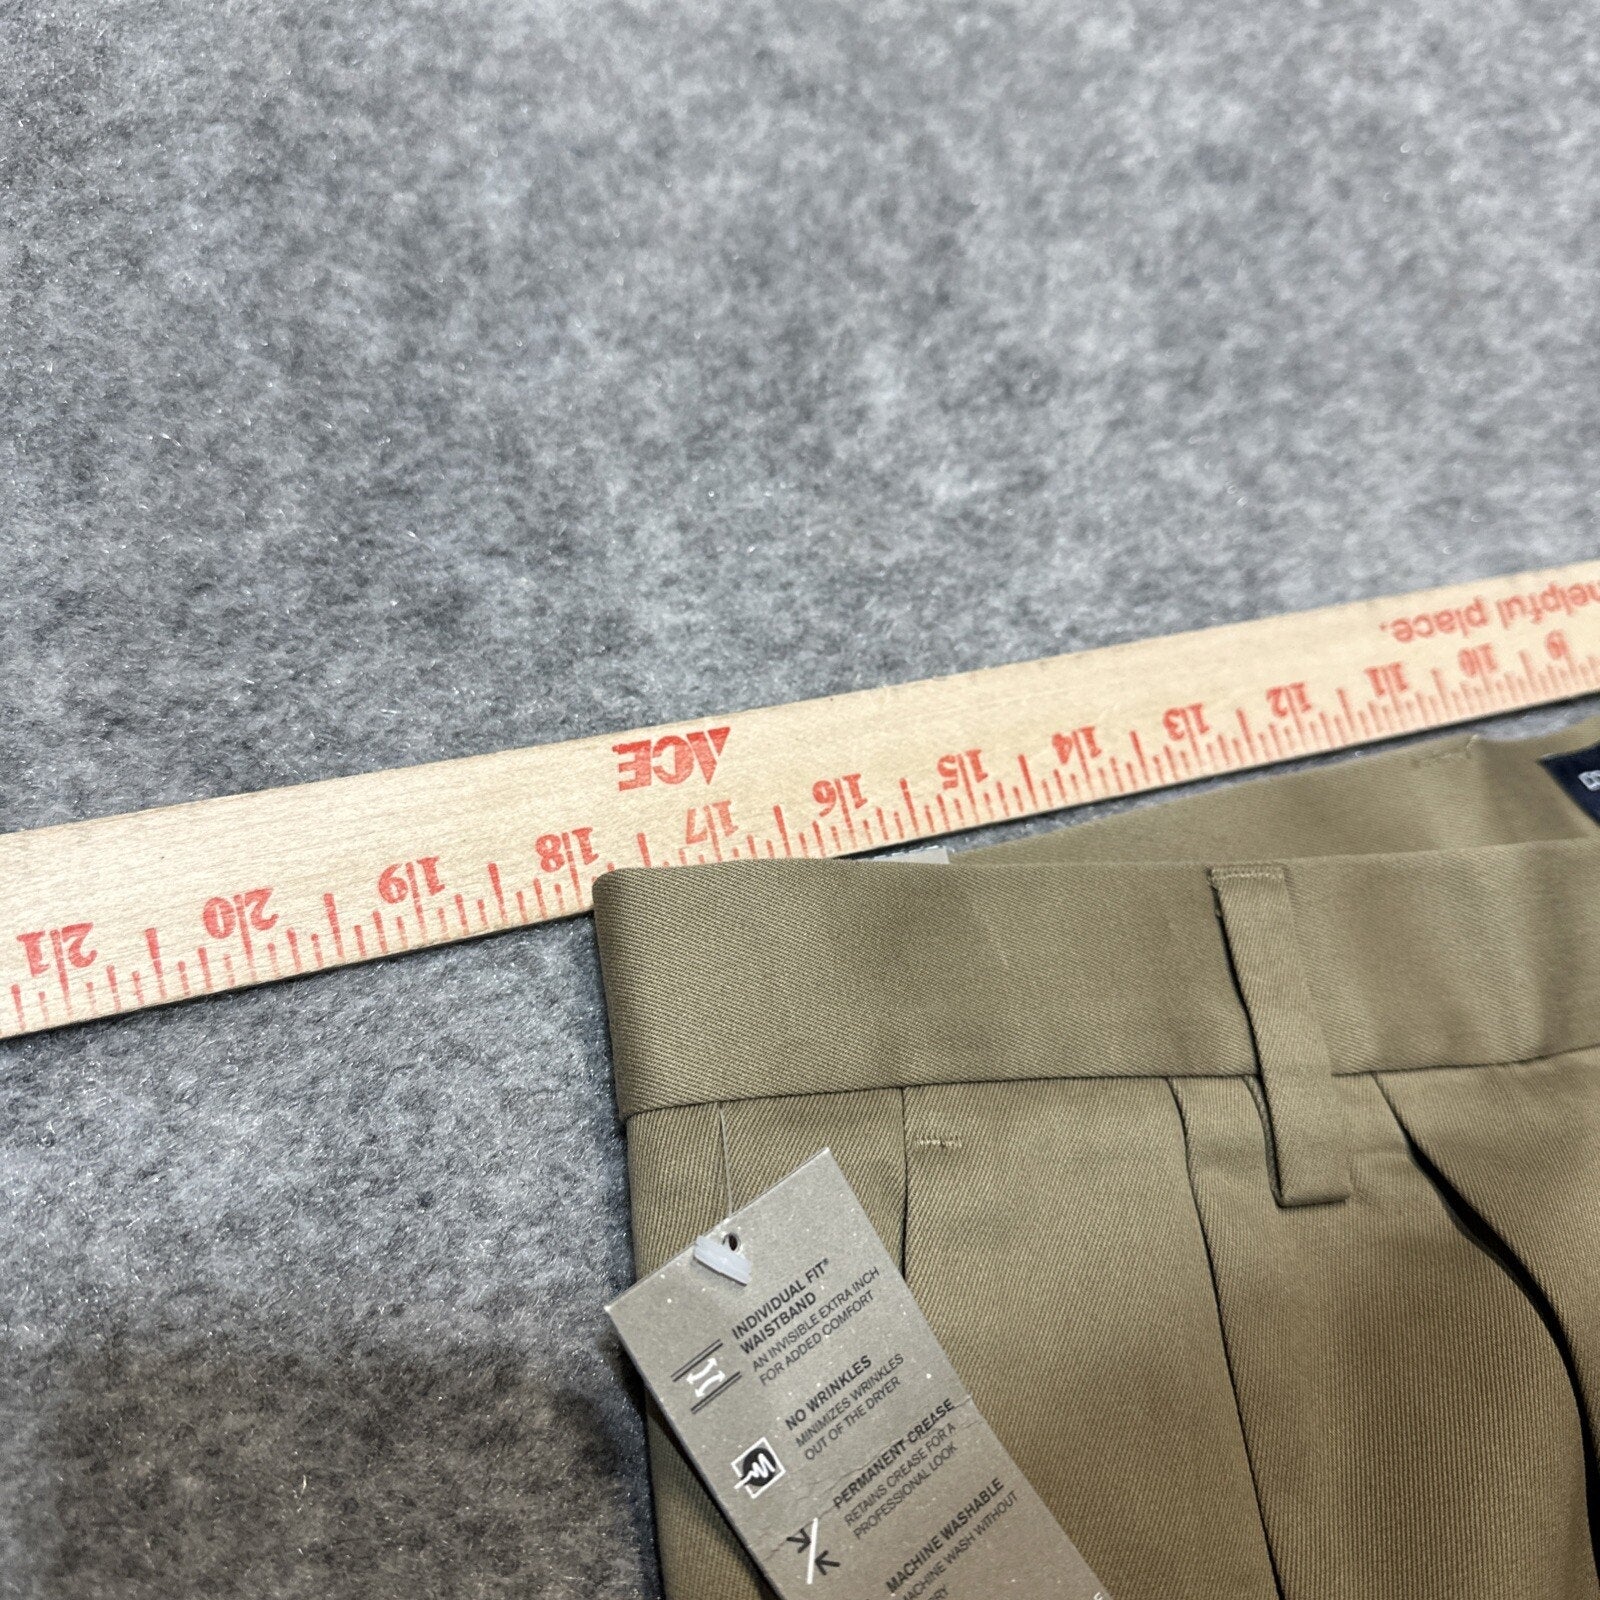 helpful place.
ACE
21 20 19 18 17 16 15 14 13 12 11 10 9
B
INDIVIDUAL FIT®
WAISTBAND
AN INVISIBLE EXTRA INCH
FOR ADDED COMFORT
NO WRINKLES
MINIMIZES WRINKLES
OUT OF THE DRYER
PERMANENT CREASE
RETAINS CREASE FOR A
PROFESSIONAL LOOK
MACHINE WASHABLE
MACHINE WASH WITHOUT